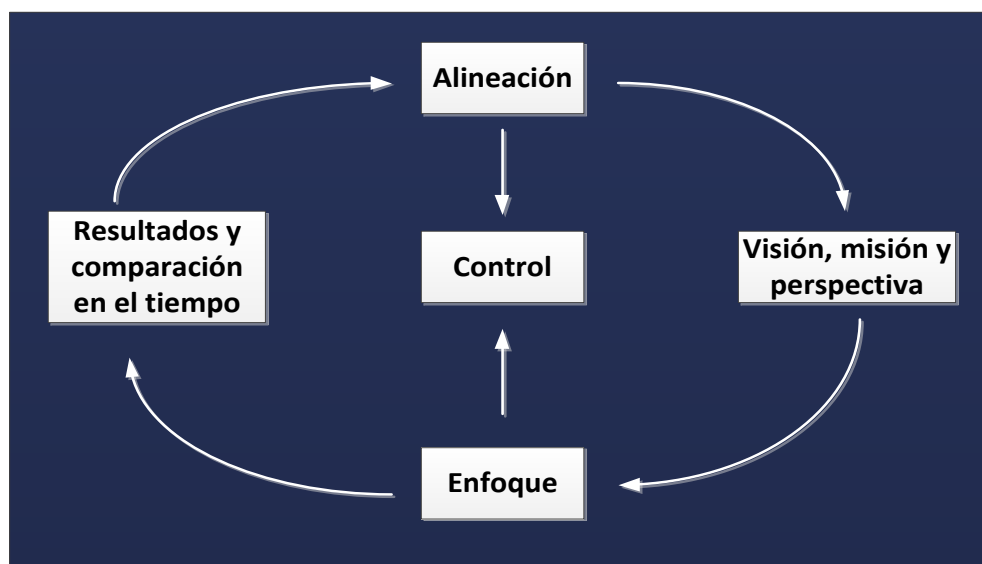 Alineación
Resultados y
comparación
en el tiempo
Control
Visión, misión y
perspectiva
Enfoque